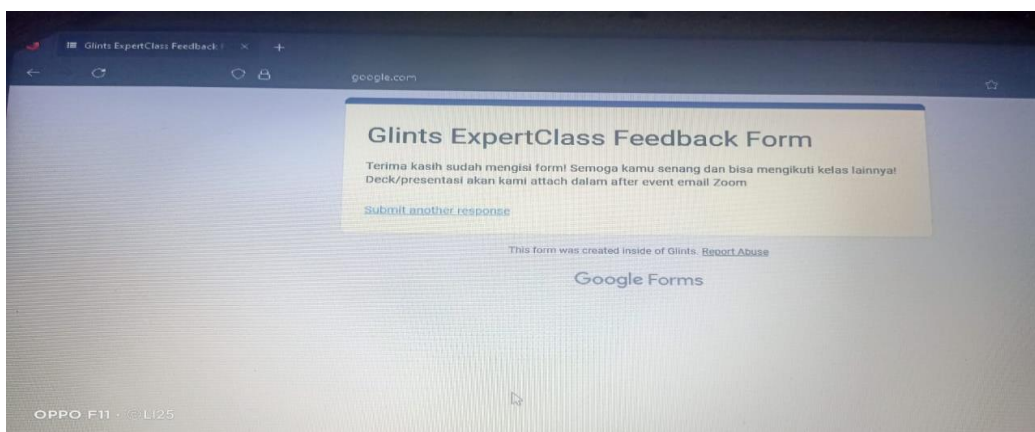 Glints ExpertClass Feedback F
google.com
Glints ExpertClass Feedback Form
Terima kasih sudah mengisi form! Semoga kamu senang dan bisa mengikuti kelas lainnya!
Deck/presentasi akan kami attach dalam after event email Zoom
Submit another response
This form was created inside of Glints. Report Abuse
Google Forms
OPPO F11 · © LI25